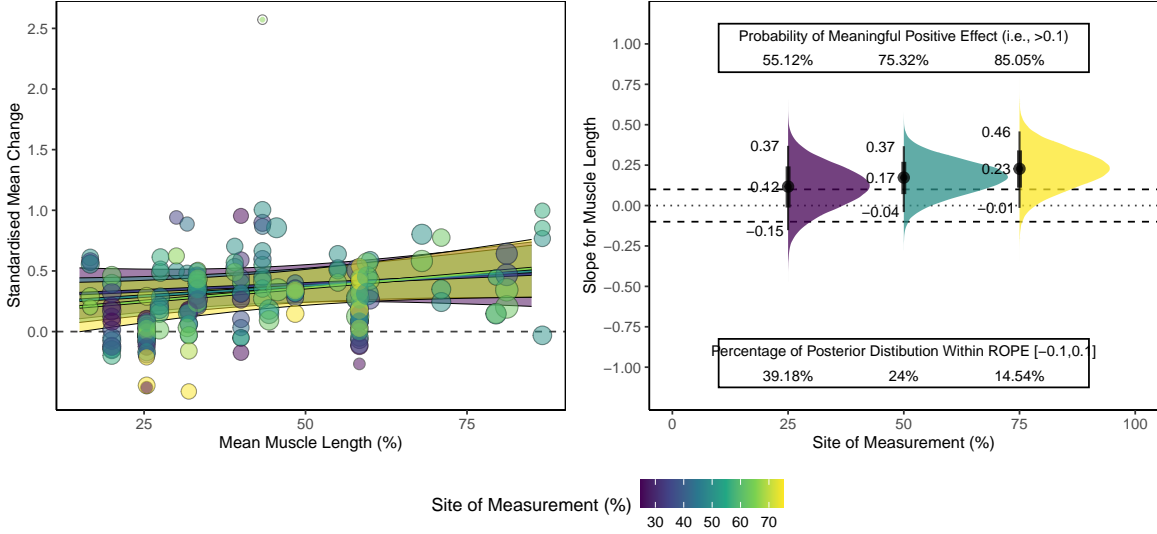 2.5
2.0
1.5
1.0
0.5
0.0
Standardised Mean Change
25 50 75
Mean Muscle Length (%)
1.00
0.75
0.50
0.25
0.00
−0.25
−0.50
−0.75
−1.00
Slope for Muscle Length
Probability of Meaningful Positive Effect (i.e., >0.1)
55.12% 75.32% 85.05%
0.37 0.37 0.46
0.12 0.17 0.23
−0.15 −0.04 −0.01
Percentage of Posterior Distibution Within ROPE [−0.1,0.1]
39.18% 24% 14.54%
0 25 50 75 100
Site of Measurement (%)
Site of Measurement (%)
30 40 50 60 70